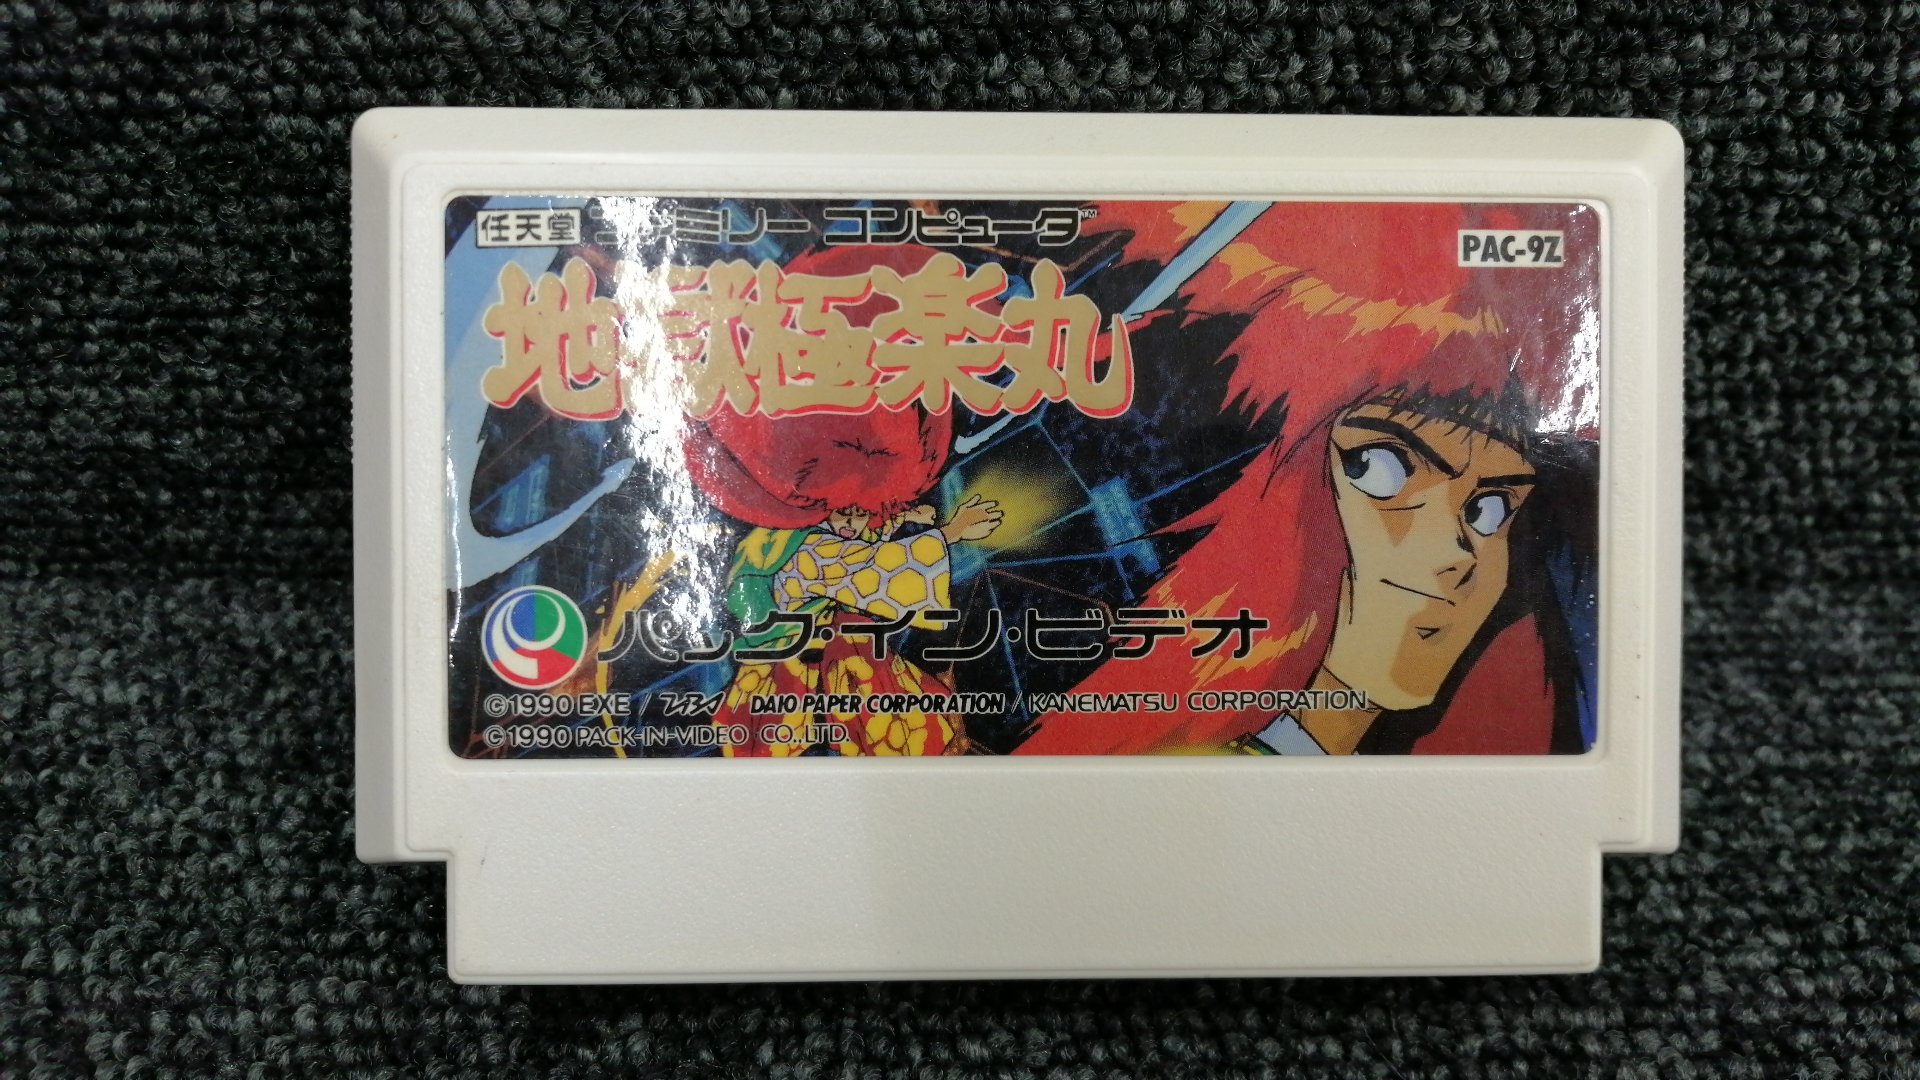 任天堂 ファミリー コンピュータ™
PAC-9Z
地獄極楽丸
パック・イン・ビデオ
©1990 EXE / TBS / DAIO PAPER CORPORATION / KANEMATSU CORPORATION
©1990 PACK-IN-VIDEO CO.,LTD.